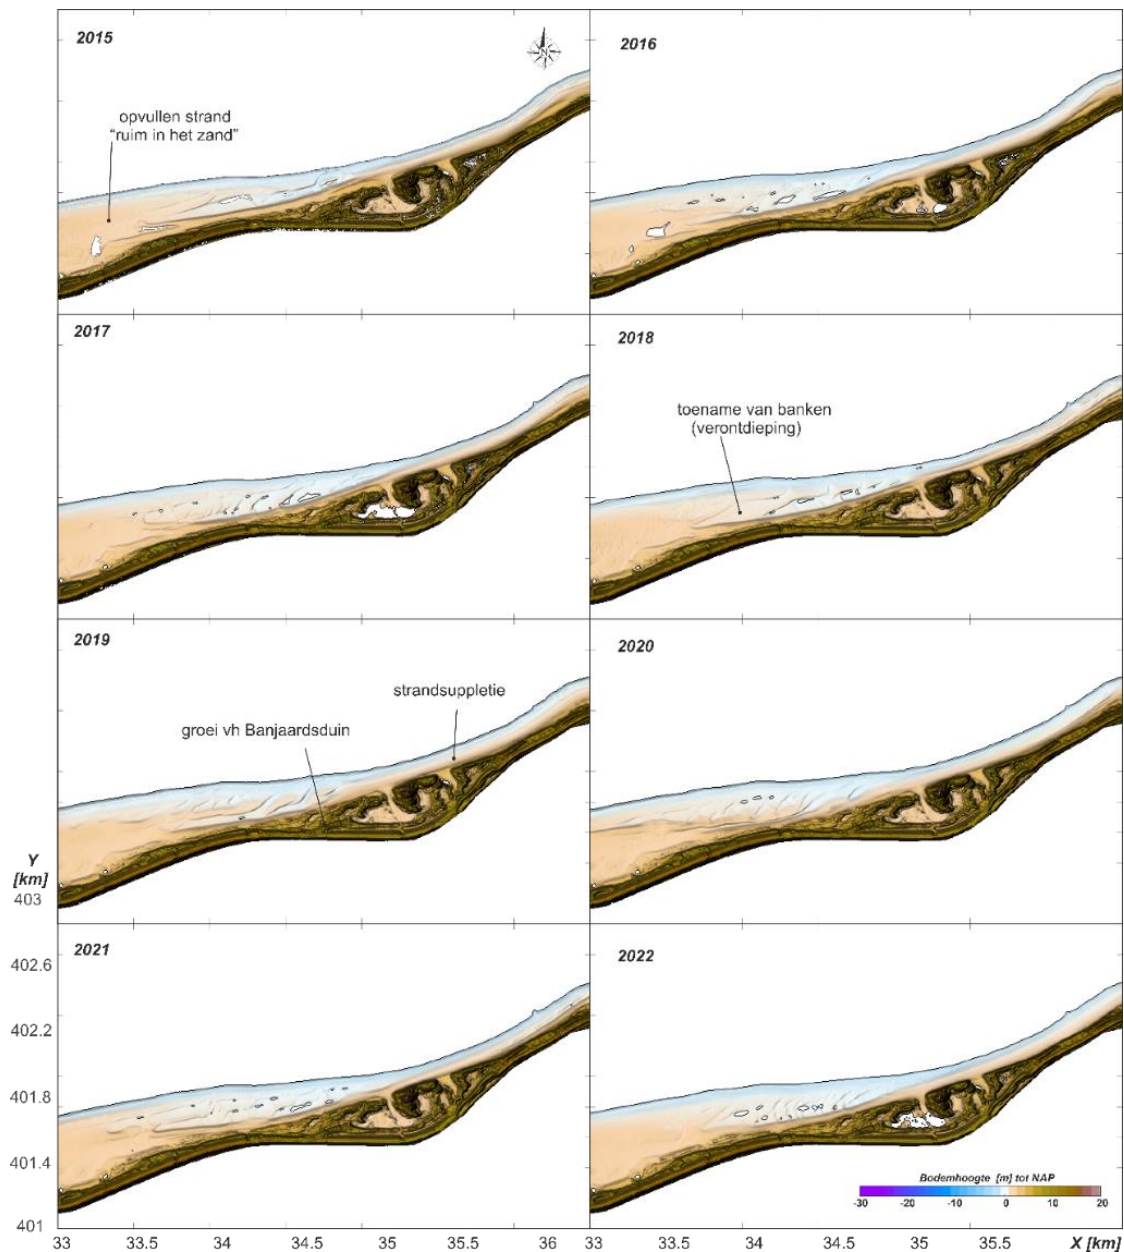 2015
N
2016
opvullen strand
"ruim in het zand"
2017
2018
toename van banken
(verontdieping)
2019
2020
strandsuppletie
groei vh Banjaardsduin
Y
[km]
403
2021
2022
402.6
402.2
401.8
401.4
401
Bodemhoogte [m] tot NAP
-30 -20 -10 0 10 20
33 33.5 34 34.5 35 35.5 36 33 33.5 34 34.5 35 35.5 X [km]